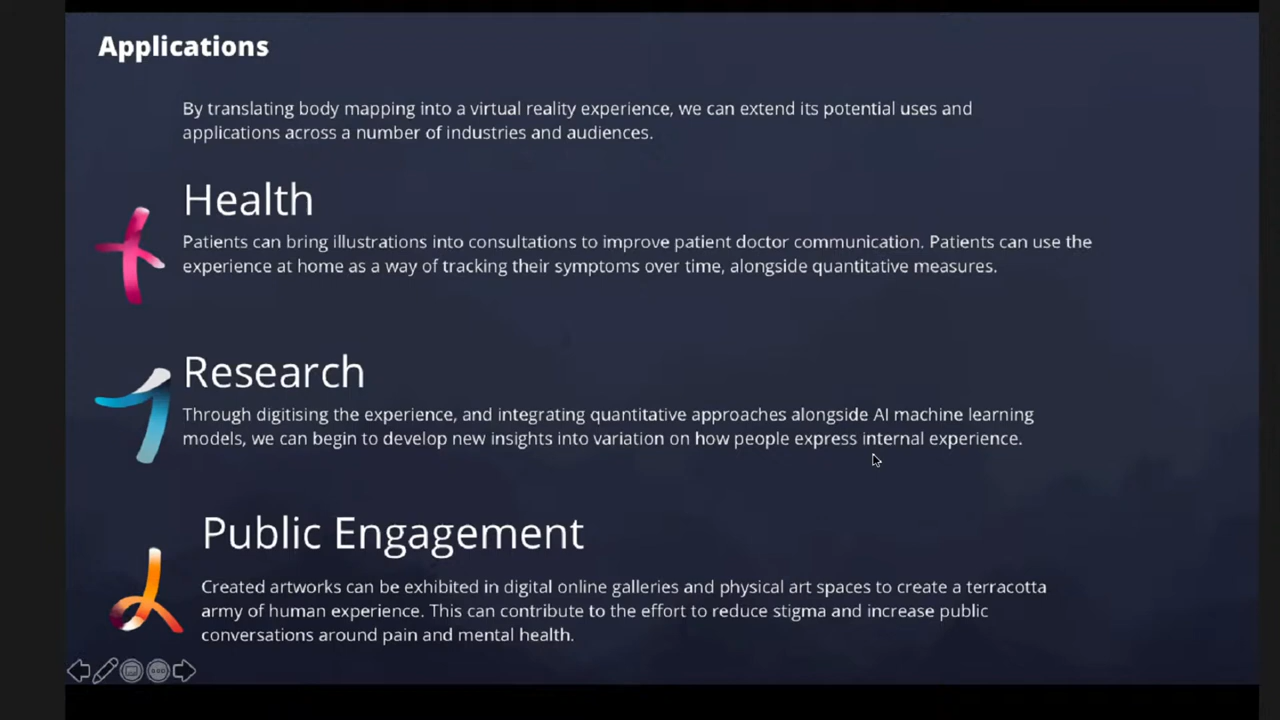 Applications
By translating body mapping into a virtual reality experience, we can extend its potential uses and
applications across a number of industries and audiences.
Health
Patients can bring illustrations into consultations to improve patient doctor communication. Patients can use the
experience at home as a way of tracking their symptoms over time, alongside quantitative measures.
Research
Through digitising the experience, and integrating quantitative approaches alongside AI machine learning
models, we can begin to develop new insights into variation on how people express internal experience.
Public Engagement
Created artworks can be exhibited in digital online galleries and physical art spaces to create a terracotta
army of human experience. This can contribute to the effort to reduce stigma and increase public
conversations around pain and mental health.